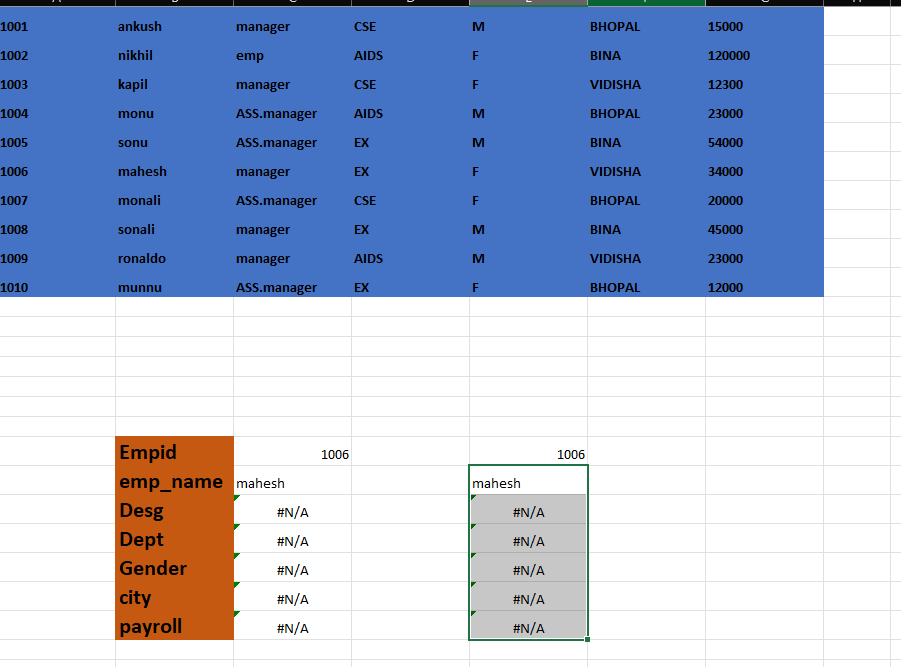 1001 ankush manager CSE M BHOPAL 15000
1002 nikhil emp AIDS F BINA 120000
1003 kapil manager CSE F VIDISHA 12300
1004 monu ASS.manager AIDS M BHOPAL 23000
1005 sonu ASS.manager EX M BINA 54000
1006 mahesh manager EX F VIDISHA 34000
1007 monali ASS.manager CSE F BHOPAL 20000
1008 sonali manager EX M BINA 45000
1009 ronaldo manager AIDS M VIDISHA 23000
1010 munnu ASS.manager EX F BHOPAL 12000
Empid 1006 1006
emp_name mahesh mahesh
Desg #N/A #N/A
Dept #N/A #N/A
Gender #N/A #N/A
city #N/A #N/A
payroll #N/A #N/A